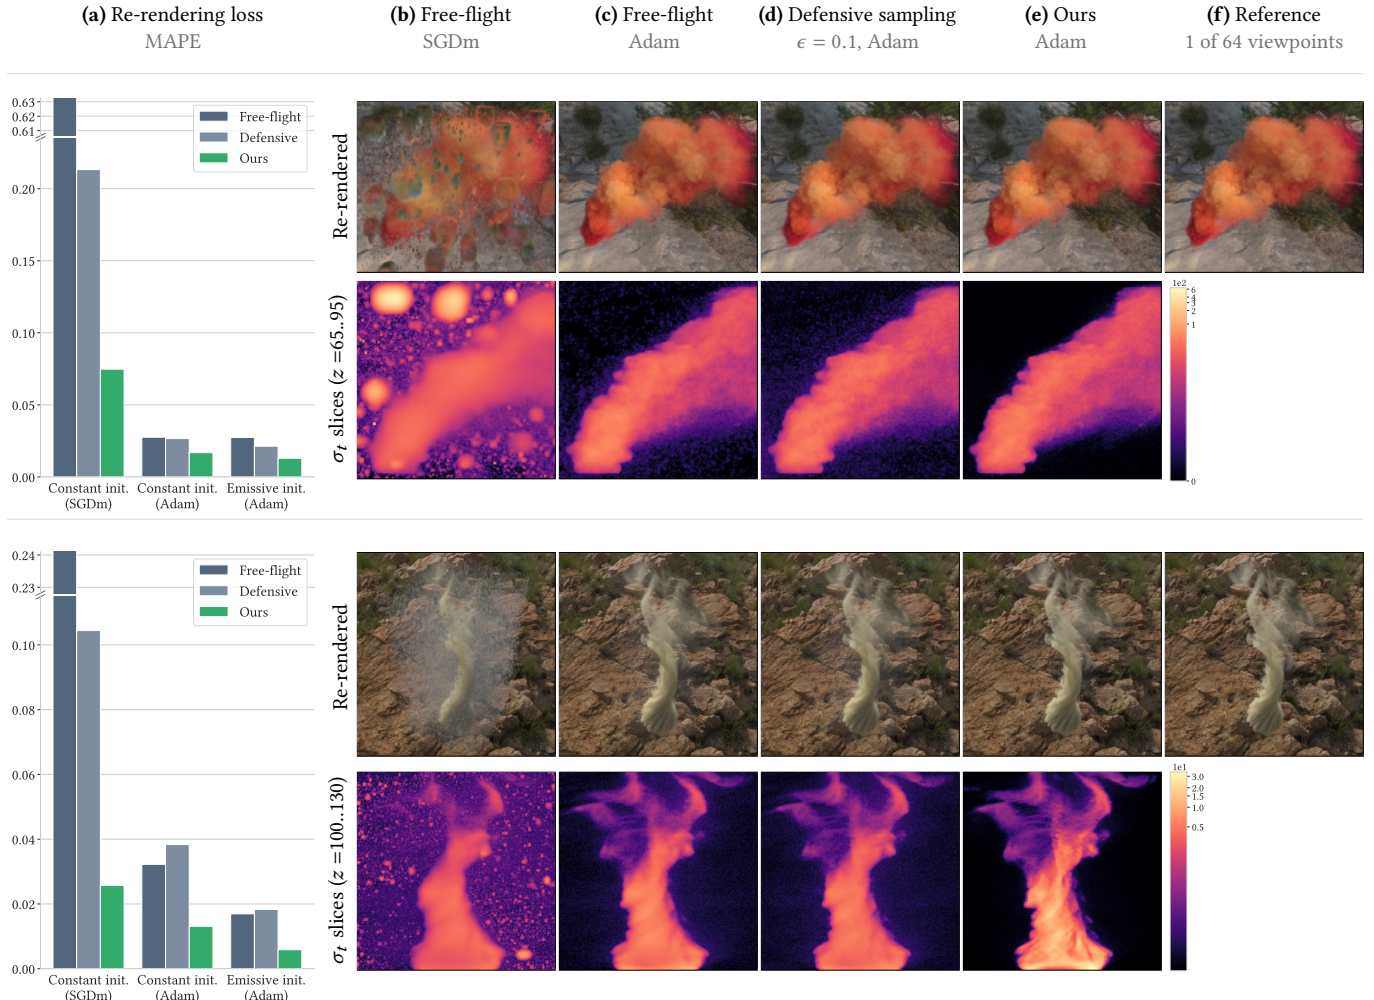 (a) Re-rendering loss
MAPE
(b) Free-flight
SGDm
(c) Free-flight
Adam
(d) Defensive sampling
ϵ = 0.1, Adam
(e) Ours
Adam
(f) Reference
1 of 64 viewpoints
0.63
0.62
0.61
0.20
0.15
0.10
0.05
0.00
Free-flight
Defensive
Ours
Constant init.
(SGDm)
Constant init.
(Adam)
Emissive init.
(Adam)
Re-rendered
σt slices (z =65..95)
1e2
6
4
3
2
1
0
0.24
0.23
0.10
0.08
0.06
0.04
0.02
0.00
Free-flight
Defensive
Ours
Constant init.
(SGDm)
Constant init.
(Adam)
Emissive init.
(Adam)
Re-rendered
σt slices (z =100..130)
1e1
3.0
2.0
1.5
1.0
0.5